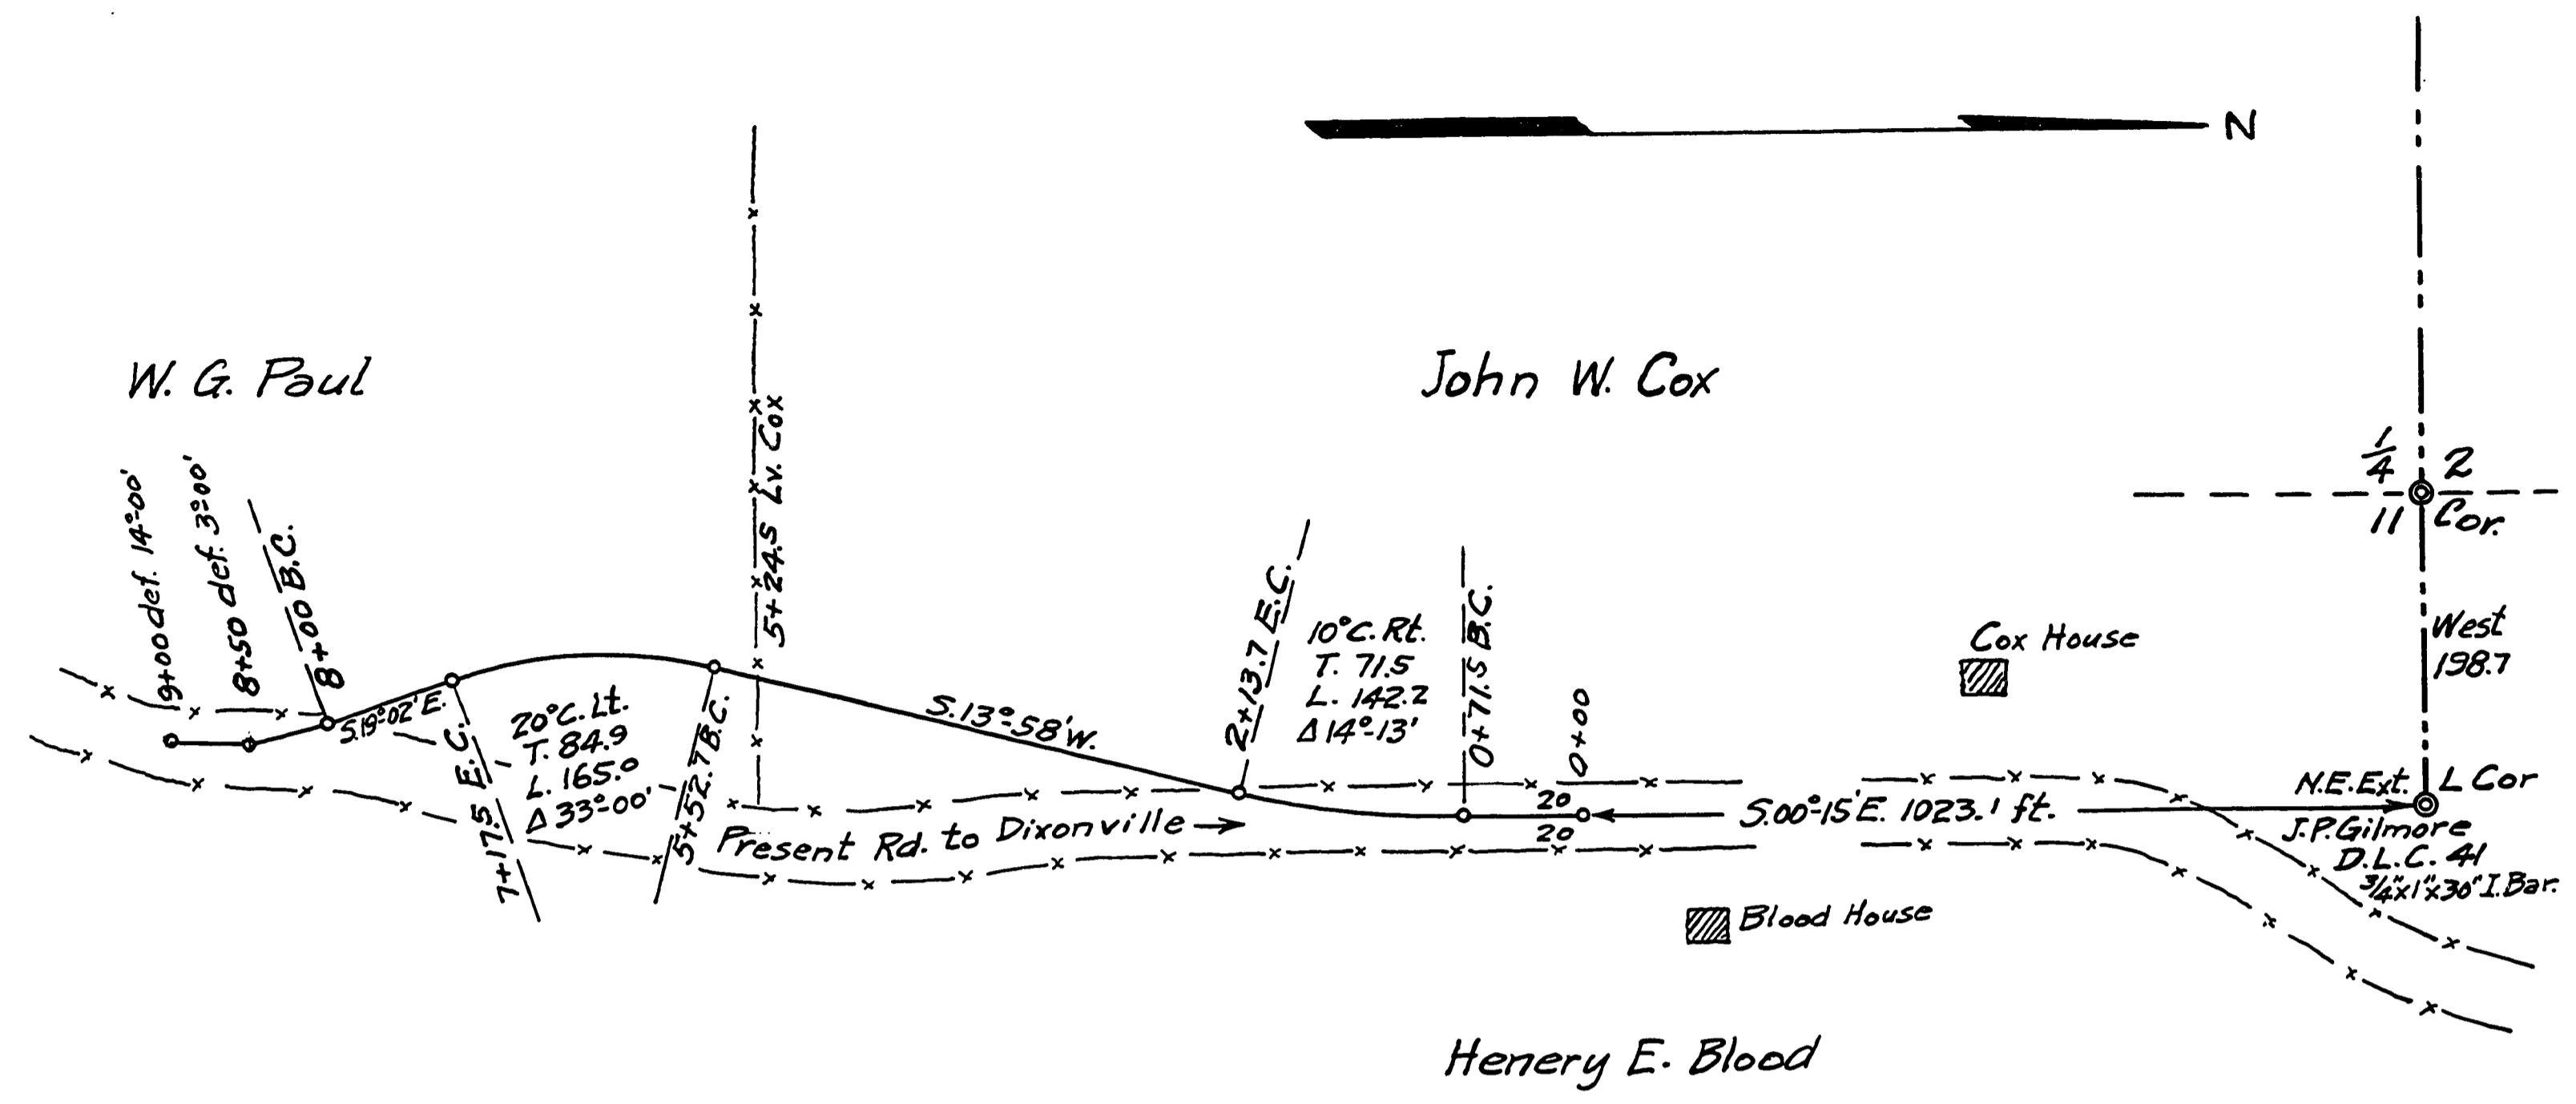 N
W. G. Paul
John W. Cox
1/4 2
11 Cor.
West
198.7
9+00 def. 14°-00'
8+50 def. 3°-00'
8+00 B.C.
S.19°-02'E.
7+17.5 E.C.
20°C. Lt.
T. 84.9
L. 165.0
Δ 33°-00'
5+52.7 B.C.
5+24.5 Lv. Cox
S.13°-58'W.
2+13.7 E.C.
10°C. Rt.
T. 71.5
L. 142.2
Δ 14°-13'
0+71.5 B.C.
0+00
20
20
Cox House
S.00°-15'E. 1023.1 ft.
N.E.Ext. L Cor
J.P. Gilmore
D.L.C. 41
3/4"x1"x30" I.Bar.
Present Rd. to Dixonville
Blood House
Henery E. Blood